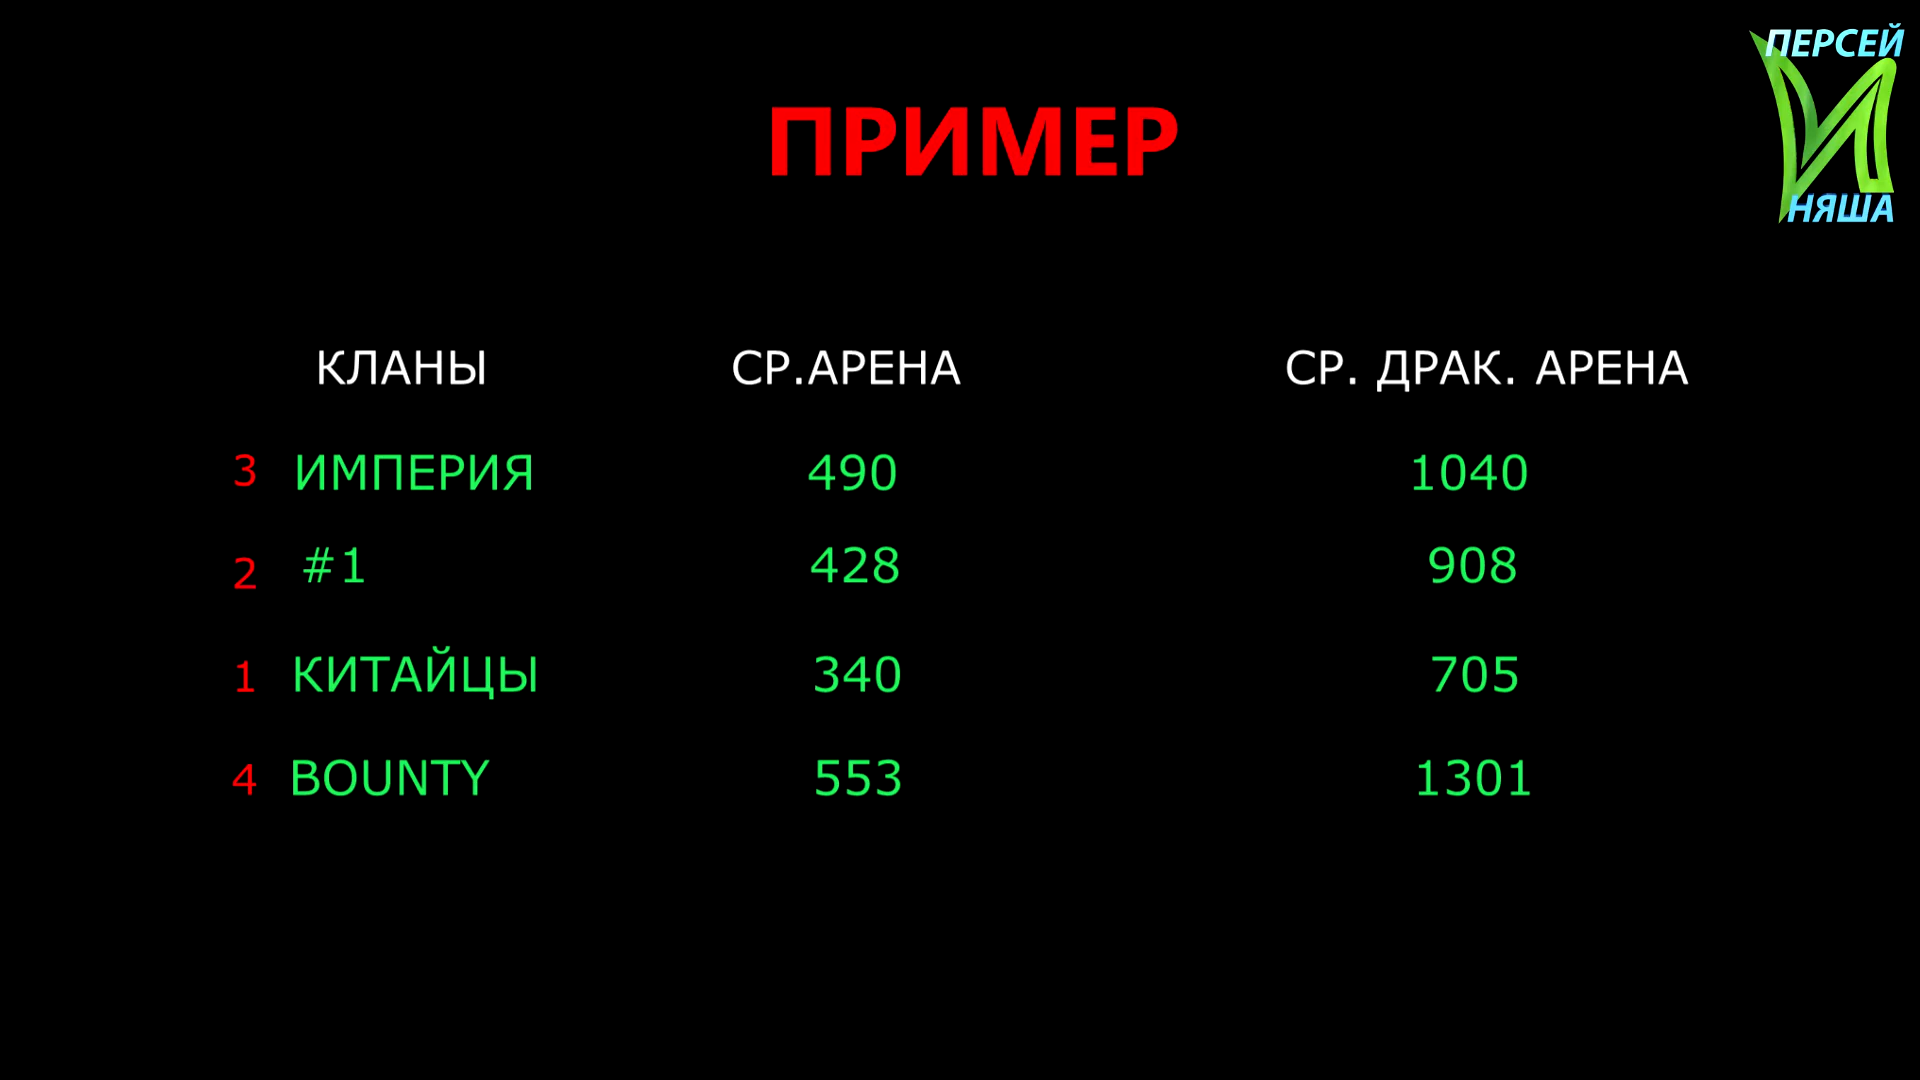 ПЕРСЕЙ
И
НЯША
ПРИМЕР
КЛАНЫ СР.АРЕНА СР. ДРАК. АРЕНА
3 ИМПЕРИЯ 490 1040
2 #1 428 908
1 КИТАЙЦЫ 340 705
4 BOUNTY 553 1301